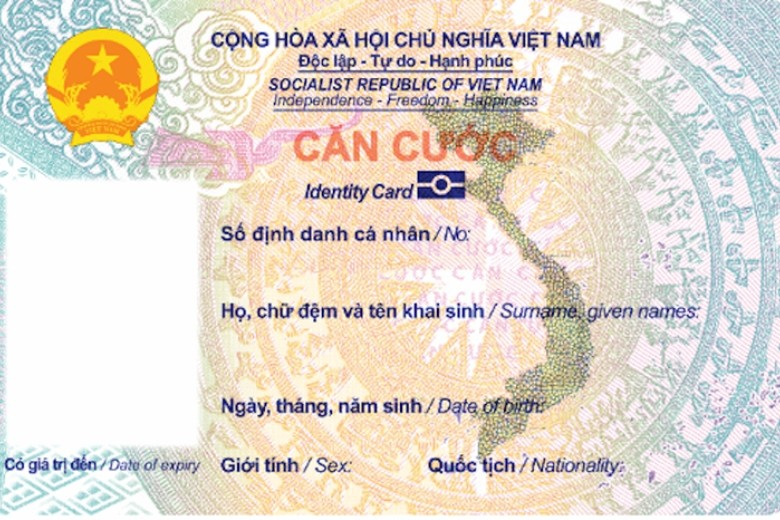 CỘNG HÒA XÃ HỘI CHỦ NGHĨA VIỆT NAM
Độc lập - Tự do - Hạnh phúc
SOCIALIST REPUBLIC OF VIET NAM
Independence - Freedom - Happiness
VIỆT NAM
CĂN CƯỚC
Identity Card
Số định danh cá nhân / No:
Họ, chữ đệm và tên khai sinh / Surname, given names:
Ngày, tháng, năm sinh / Date of birth:
Có giá trị đến / Date of expiry
Giới tính / Sex:
Quốc tịch / Nationality: